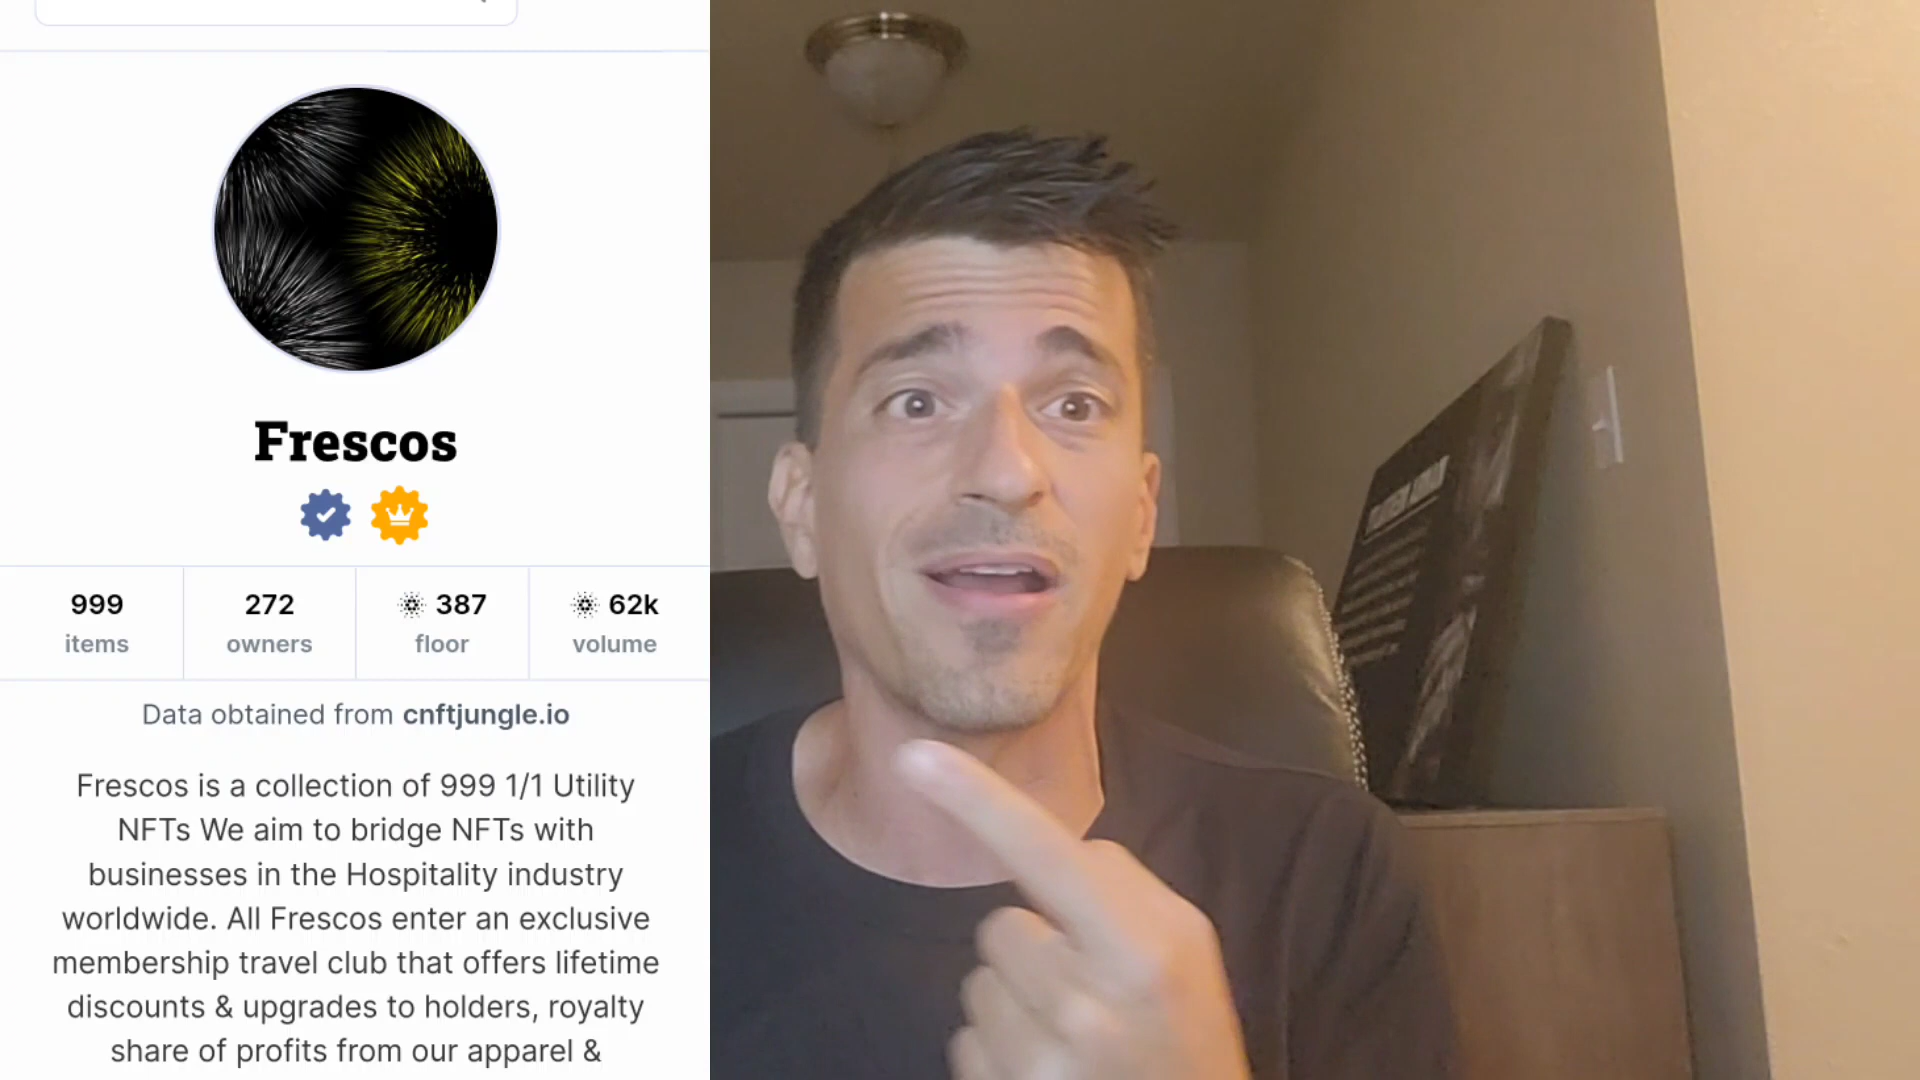 Frescos
999
items
272
owners
387
floor
62k
volume
Data obtained from cnftjungle.io
Frescos is a collection of 999 1/1 Utility
NFTs We aim to bridge NFTs with
businesses in the Hospitality industry
worldwide. All Frescos enter an exclusive
membership travel club that offers lifetime
discounts & upgrades to holders, royalty
share of profits from our apparel &